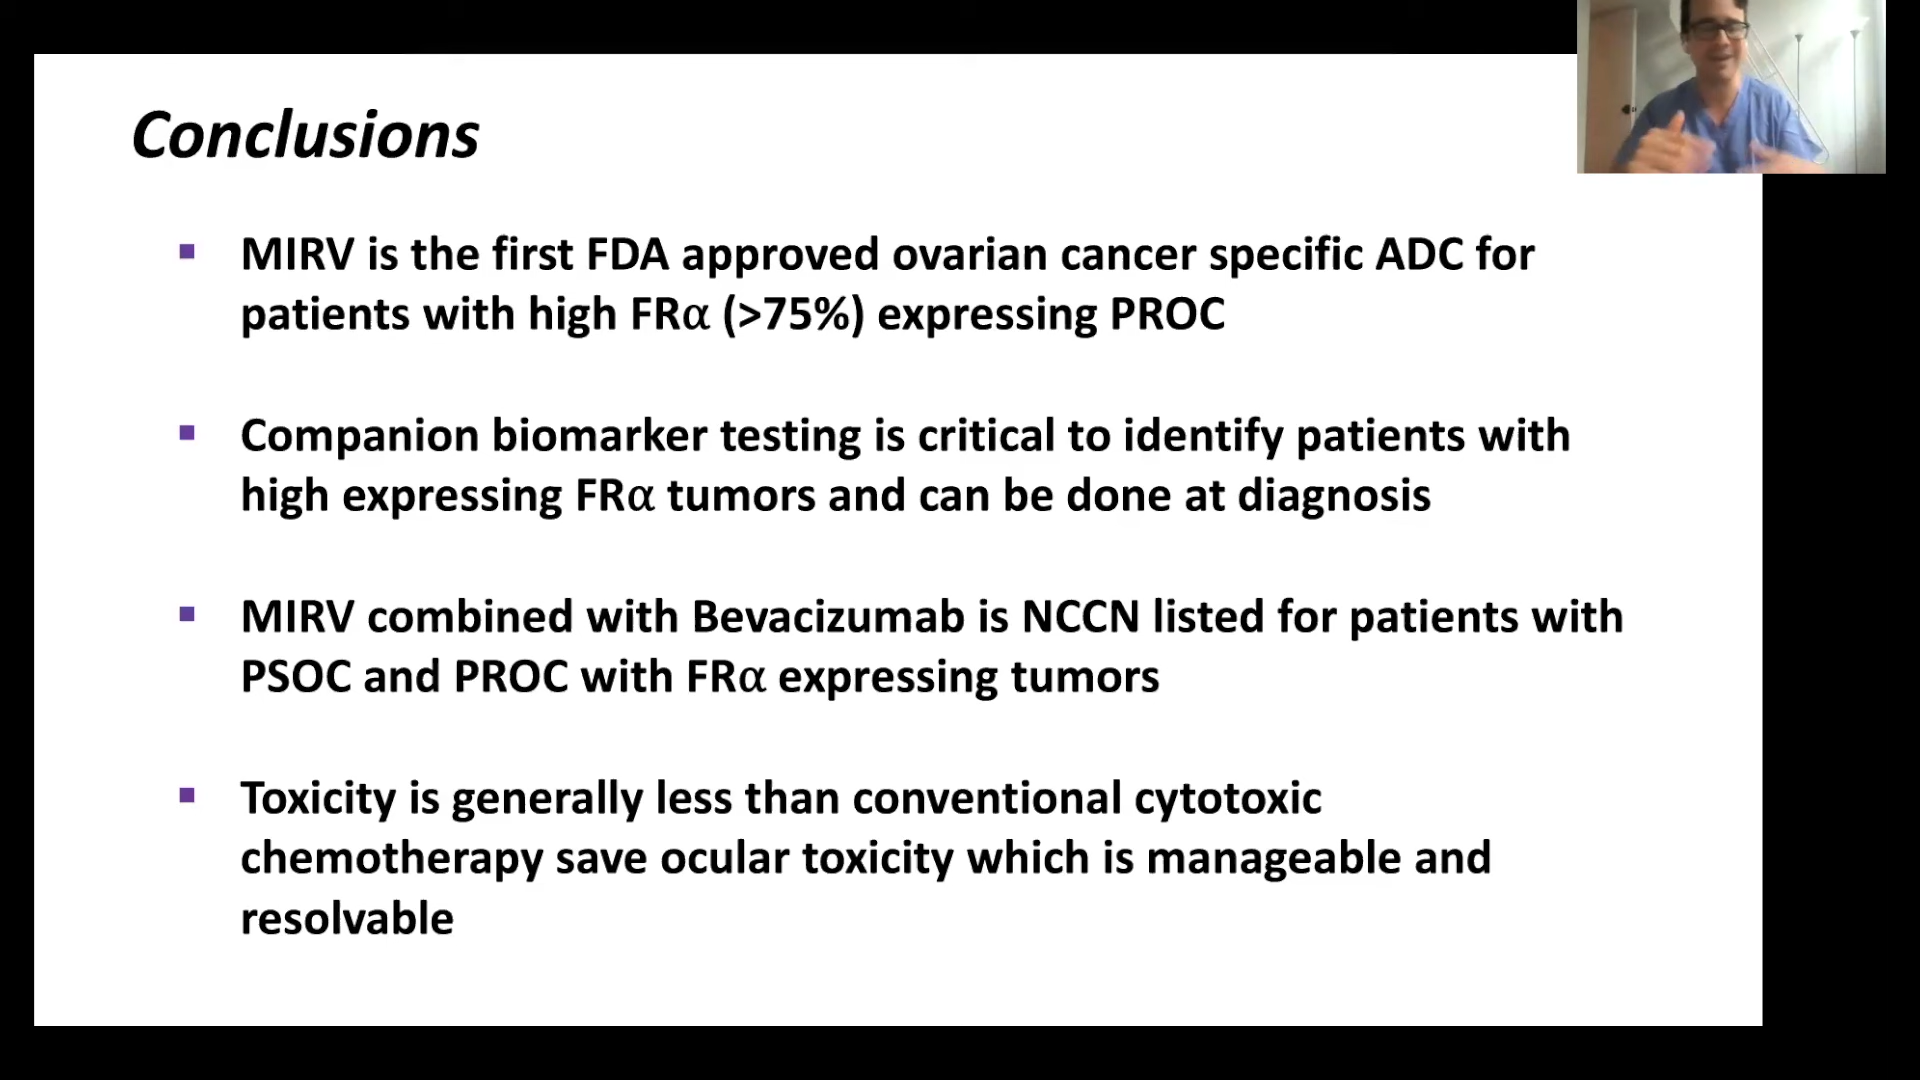 Conclusions
▪ MIRV is the first FDA approved ovarian cancer specific ADC for
patients with high FRα (>75%) expressing PROC
▪ Companion biomarker testing is critical to identify patients with
high expressing FRα tumors and can be done at diagnosis
▪ MIRV combined with Bevacizumab is NCCN listed for patients with
PSOC and PROC with FRα expressing tumors
▪ Toxicity is generally less than conventional cytotoxic
chemotherapy save ocular toxicity which is manageable and
resolvable